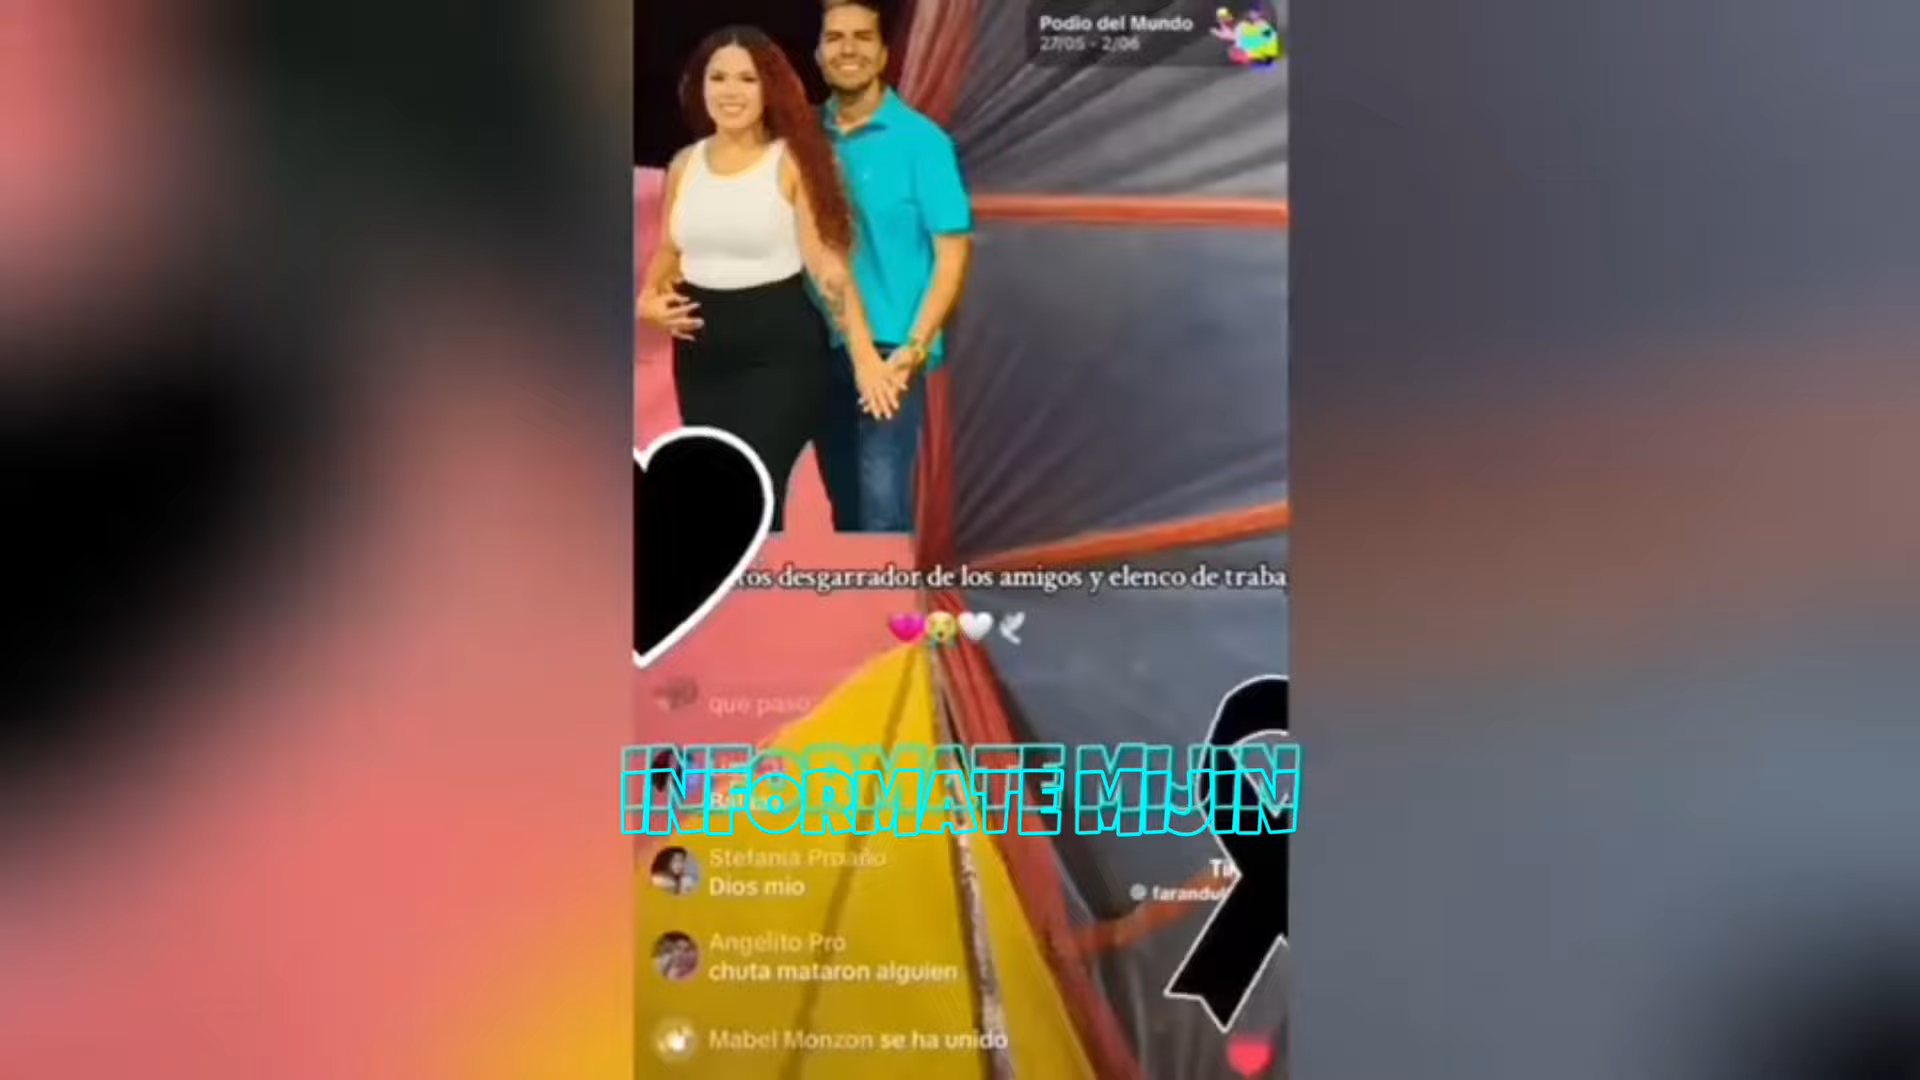 Podio del Mundo
27/05 - 2/06
desgarrador de los amigos y elenco de traba
que paso
INFORMATE MIJIN
Stefania Proaño
Dios mio
Angelito Pro
chuta mataron alguien
Mabel Monzon se ha unido
@ farandul